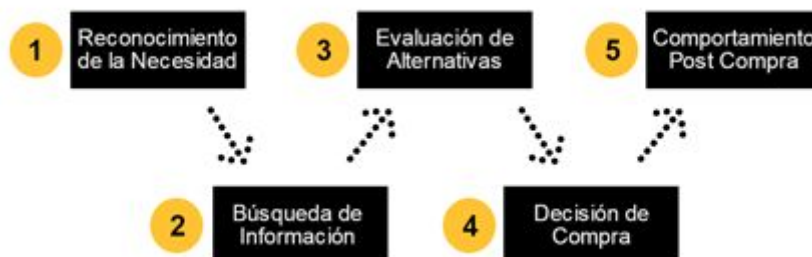 1
Reconocimiento
de la Necesidad
2
Búsqueda de
Información
3
Evaluación de
Alternativas
4
Decisión de
Compra
5
Comportamiento
Post Compra